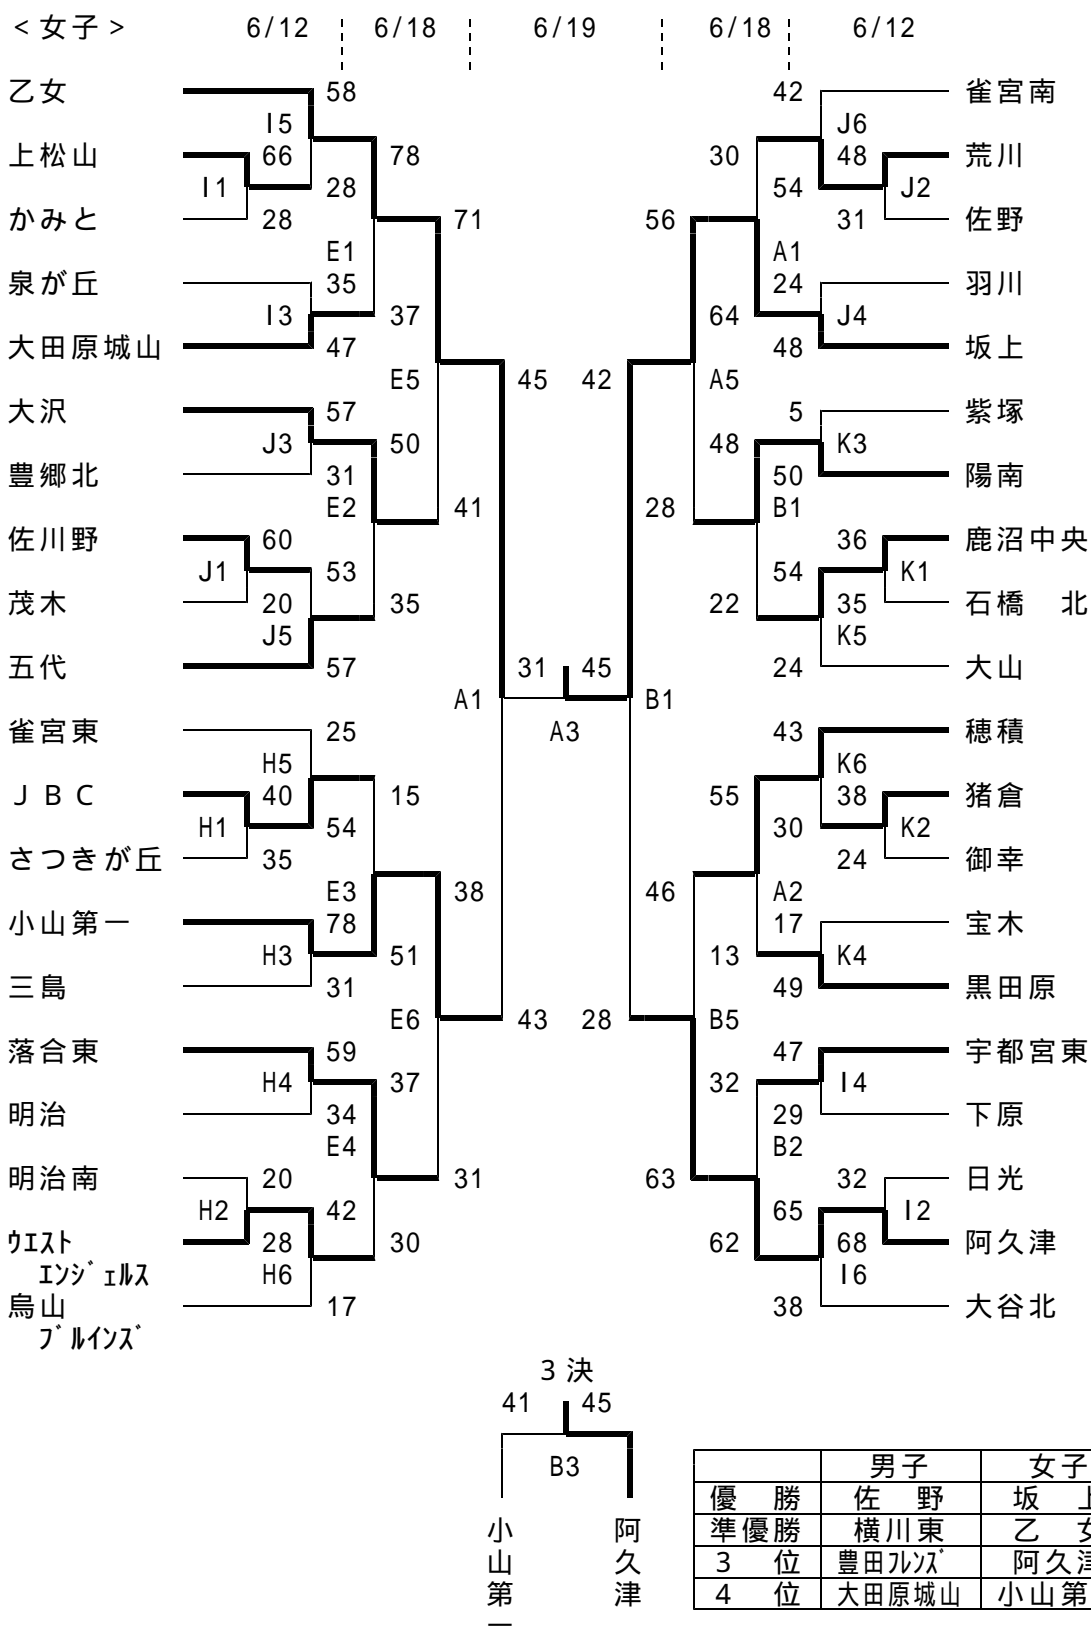 ＜女子＞ 6/12 6/18 6/19 6/18 6/12
乙女 58 42 雀宮南
I5 J6
上松山 66 78 30 48 荒川
I1 28 54 J2
かみと 28 71 56 31 佐野
E1 A1
泉が丘 35 24 羽川
I3 37 64 J4
大田原城山 47 48 坂上
E5 45 42 A5
大沢 57 5 紫塚
J3 50 48 K3
豊郷北 31 50 陽南
E2 41 28 B1
佐川野 60 36 鹿沼中央
J1 53 54 K1
茂木 20 35 22 35 石橋 北
J5 K5
五代 57 31 45 24 大山
A1 B1
雀宮東 25 A3 43 穂積
H5 K6
ＪＢＣ 40 15 55 38 猪倉
H1 54 30 K2
さつきが丘 35 24 御幸
E3 38 46 A2
小山第一 78 17 宝木
H3 51 13 K4
三島 31 49 黒田原
E6 43 28 B5
落合東 59 47 宇都宮東
H4 37 32 I4
明治 34 29 下原
E4 B2
明治南 20 31 63 32 日光
H2 42 65 I2
ｳｴｽﾄ 28 30 62 68 阿久津
ｴﾝｼﾞｪﾙｽ H6 I6
烏山 17 38 大谷北
ﾌﾞﾙｲﾝｽﾞ
3決
41 45
B3
小山第一 阿久津
男子 女子
優 勝 佐 野 坂 上
準優勝 横川東 乙 女
3 位 豊田ﾌﾚﾝｽﾞ 阿久津
4 位 大田原城山 小山第